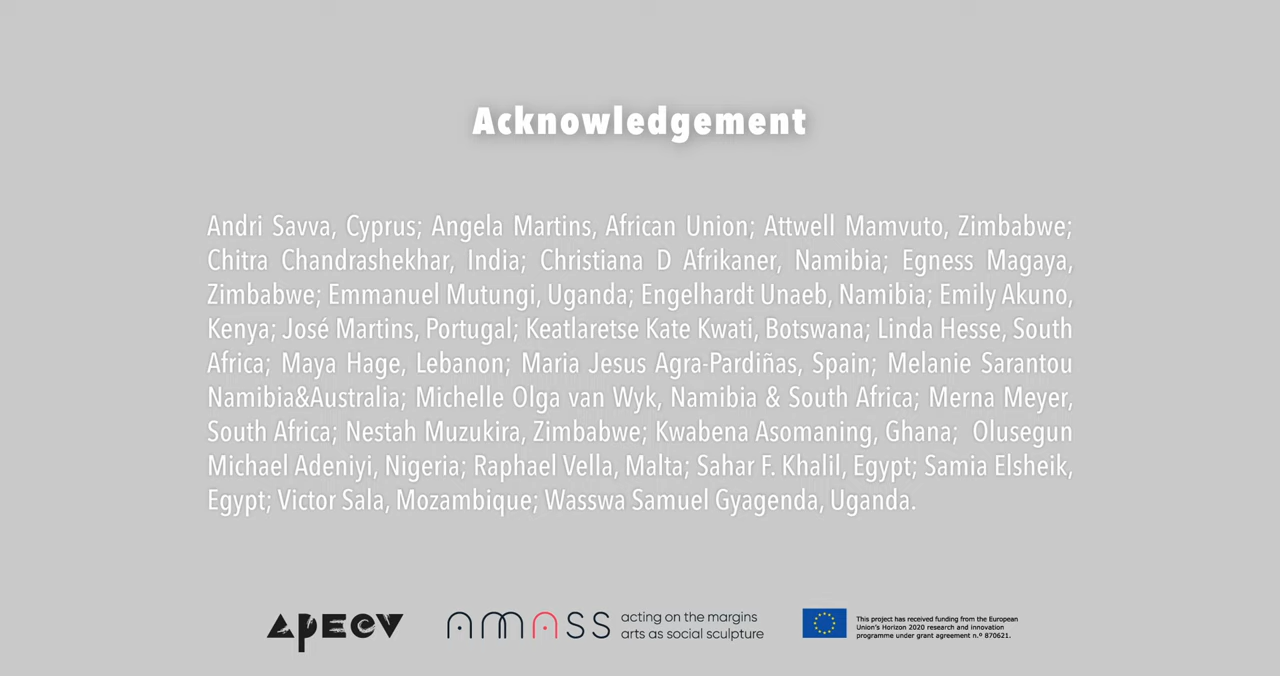 Acknowledgement
Andri Savva, Cyprus; Angela Martins, African Union; Attwell Mamvuto, Zimbabwe;
Chitra Chandrashekhar, India; Christiana D Afrikaner, Namibia; Egness Magaya,
Zimbabwe; Emmanuel Mutungi, Uganda; Engelhardt Unaeb, Namibia; Emily Akuno,
Kenya; José Martins, Portugal; Keatlaretse Kate Kwati, Botswana; Linda Hesse, South
Africa; Maya Hage, Lebanon; Maria Jesus Agra-Pardiñas, Spain; Melanie Sarantou
Namibia&Australia; Michelle Olga van Wyk, Namibia & South Africa; Merna Meyer,
South Africa; Nestah Muzukira, Zimbabwe; Kwabena Asomaning, Ghana; Olusegun
Michael Adeniyi, Nigeria; Raphael Vella, Malta; Sahar F. Khalil, Egypt; Samia Elsheik,
Egypt; Victor Sala, Mozambique; Wasswa Samuel Gyagenda, Uganda.
APECV
AMASS
acting on the margins
arts as social sculpture
This project has received funding from the European
Union's Horizon 2020 research and innovation
programme under grant agreement n.º 870621.